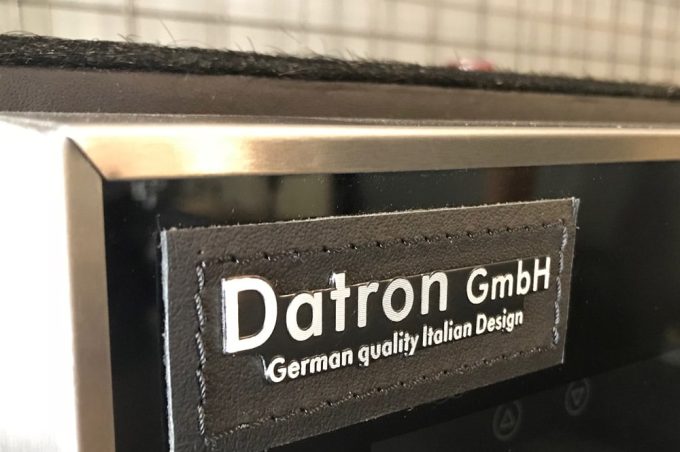 Datron GmbH
German quality Italian Design